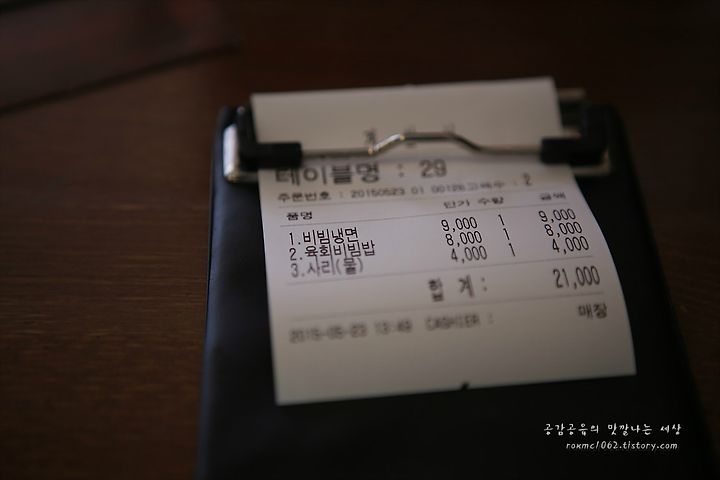 테이블명 : 29
주문번호 : 20150523 01 00126 고객수 : 2
품명 단가 수량 금액
1.비빔냉면 9,000 1 9,000
2.육회비빔밥 8,000 1 8,000
3.사리(물) 4,000 1 4,000
합 계 : 21,000
2015-05-23 13:49 CASHIER : 매장
공감공유의 맛깔나는 세상
roxmc1062.tistory.com